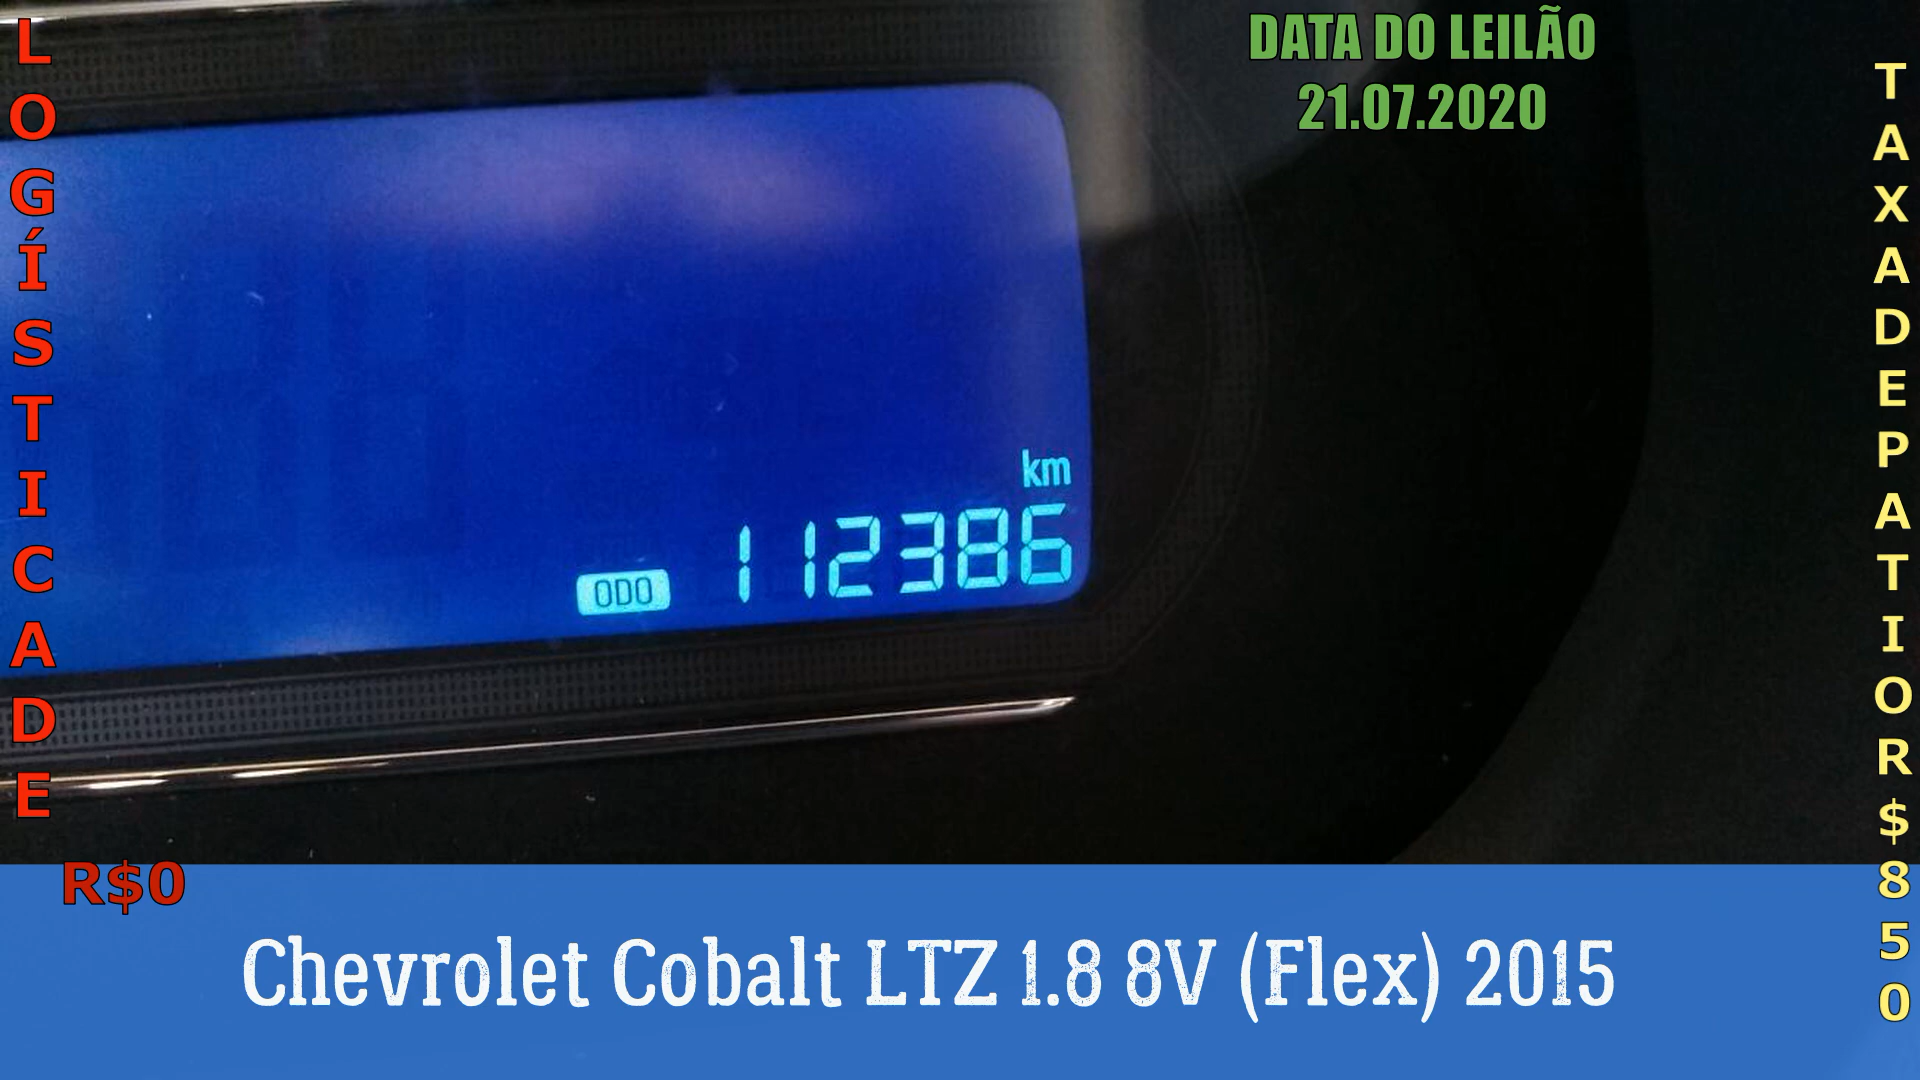 LOGÍSTICA DE
R$0
DATA DO LEILÃO
21.07.2020
TAXA DE PATIO R$850
km
ODO 112386
Chevrolet Cobalt LTZ 1.8 8V (Flex) 2015